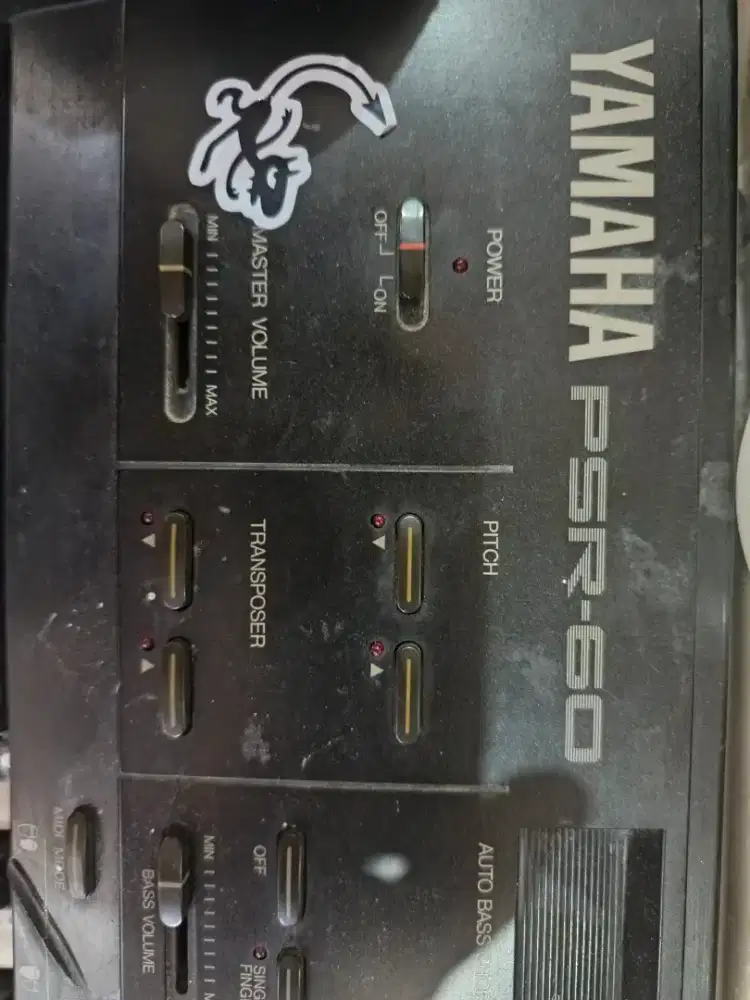 YAMAHA PSR-60
POWER
OFF ON
MASTER VOLUME
MIN MAX
PITCH
TRANSPOSER
AUTO BASS
OFF
MIN
BASS VOLUME
MIDI MODE